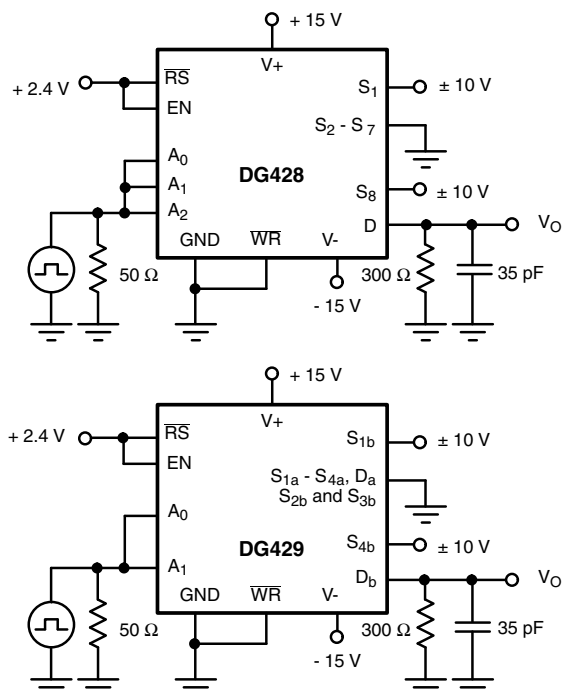 + 15 V
V+
+ 2.4 V
RS
EN
S1
± 10 V
S2 - S7
A0
A1
A2
DG428
S8
± 10 V
D
VO
GND
WR
V-
50 Ω
- 15 V
300 Ω
35 pF
+ 15 V
V+
+ 2.4 V
RS
EN
S1b
± 10 V
S1a - S4a, Da
S2b and S3b
A0
A1
DG429
S4b
± 10 V
Db
VO
GND
WR
V-
50 Ω
- 15 V
300 Ω
35 pF